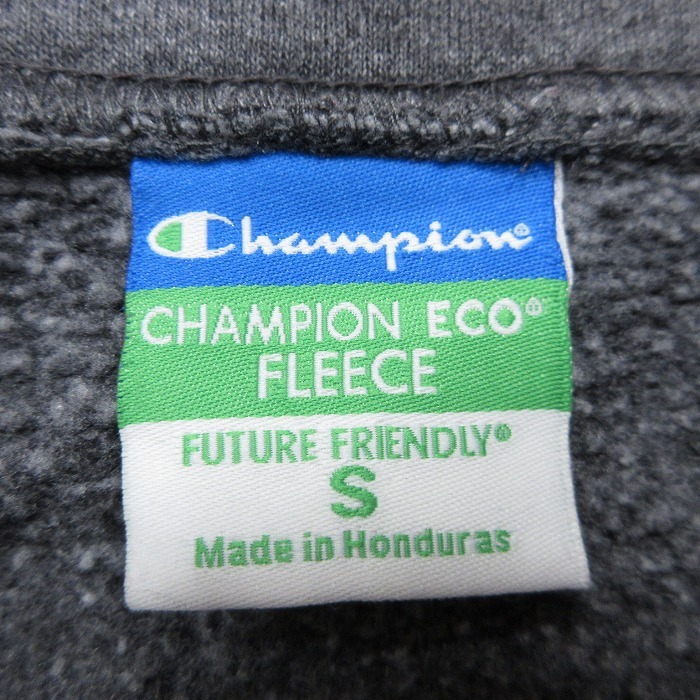 Champion®
CHAMPION ECO®
FLEECE
FUTURE FRIENDLY®
S
Made in Honduras